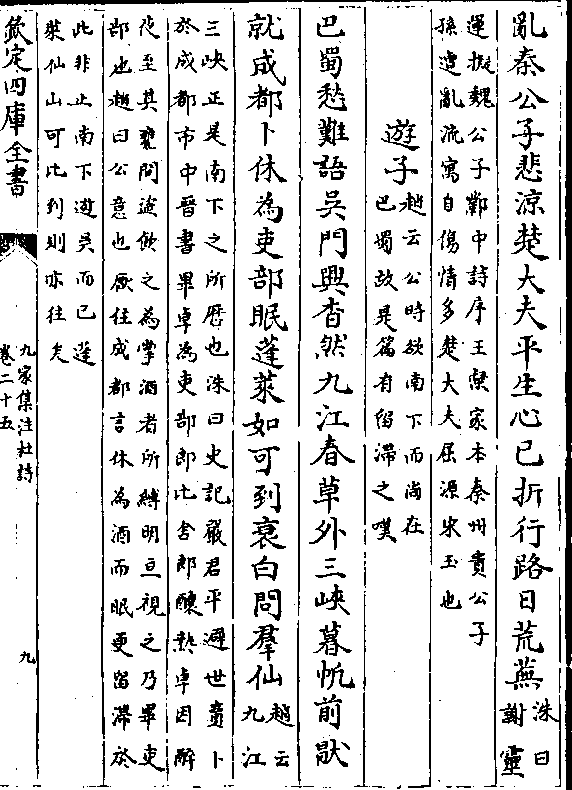 亂秦公子悲涼楚大夫平生心已折行路日荒蕪洙曰
謝靈
運擬魏公子鄴中詩序王粲家本秦州貴公子
孫遭亂流寓自傷情多楚大夫屈源宋玉也
遊子趙云公時欲南下而尚在
巴蜀故是篇有留滯之嘆
巴蜀愁難語吳門興杳然九江春草外三峽暮帆前猒
就成都卜休為吏部眠蓬萊如可到衰白問羣仙趙云
九江
三峽正是南下之所歷也洙曰史記嚴君平避世賣卜
於成都市中晉書畢卓為吏部郎比舍郎釀熟卓因醉
夜至其甕間盜飲之為掌酒者所縛明旦視之乃畢吏
部也趙曰公意也厭住成都言休為酒而眠更留滯於
此非止南下遊吳而已蓬
萊仙山可比到則亦往矣
欽定四庫全書
九家集注杜詩
卷二十五
九